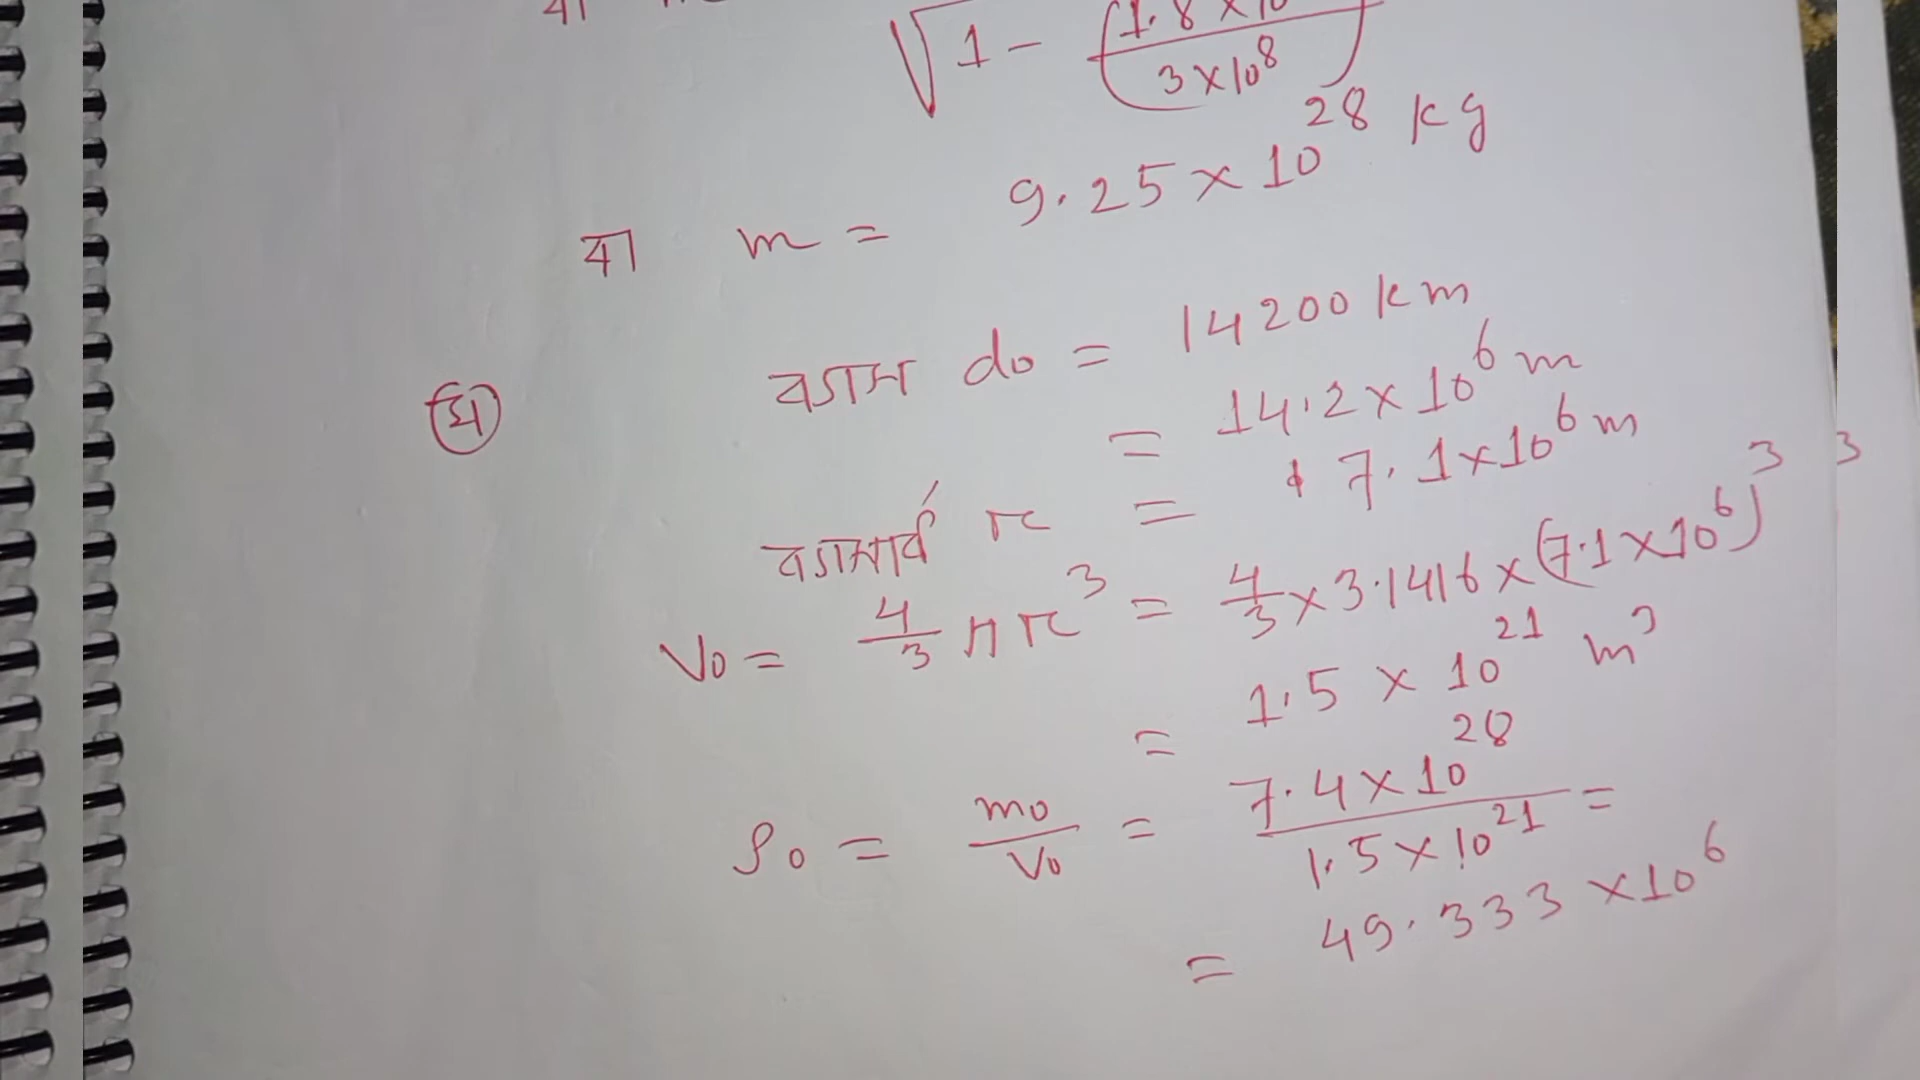 বা
√1 - (1.8 × 10 / 3 × 10⁸)
বা m = 9.25 × 10²⁸ kg
ঘ ব্যাস d₀ = 14200 km
= 14.2 × 10⁶ m
ব্যাসার্ধ r = 7.1 × 10⁶ m
V₀ = 4/3 π r³ = 4/3 × 3.1416 × (7.1 × 10⁶)³ 3
= 1.5 × 10²¹ m³
ρ₀ = m₀/V₀ = 7.4 × 10²⁸ / 1.5 × 10²¹ =
= 49.333 × 10⁶